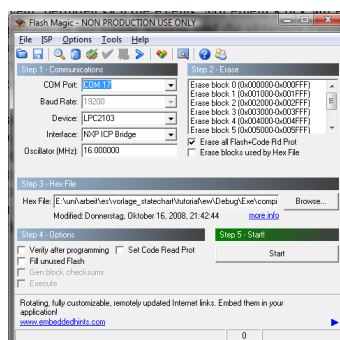 Flash Magic - NON PRODUCTION USE ONLY
File ISP Options Tools Help
Step 1 - Communications
COM Port: COM 17
Baud Rate: 19200
Device: LPC2103
Interface: NXP ICP Bridge
Oscillator (MHz): 16.000000
Step 2 - Erase
Erase block 0 (0x000000-0x000FFF)
Erase block 1 (0x001000-0x001FFF)
Erase block 2 (0x002000-0x002FFF)
Erase block 3 (0x003000-0x003FFF)
Erase block 4 (0x004000-0x004FFF)
Erase block 5 (0x005000-0x005FFF)
Erase all Flash+Code Rd Prot
Erase blocks used by Hex File
Step 3 - Hex File
Hex File: E:\uni\arbeit\es\vorlage_statechart\tutorial\ew\Debug\Exe\compi Browse...
Modified: Donnerstag, Oktober 16, 2008, 21:42:44 more info
Step 4 - Options
Verify after programming Set Code Read Prot
Fill unused Flash
Gen block checksums
Execute
Step 5 - Start!
Start
Rotating, fully customizable, remotely updated Internet links. Embed them in your
application!
www.embeddedhints.com
0